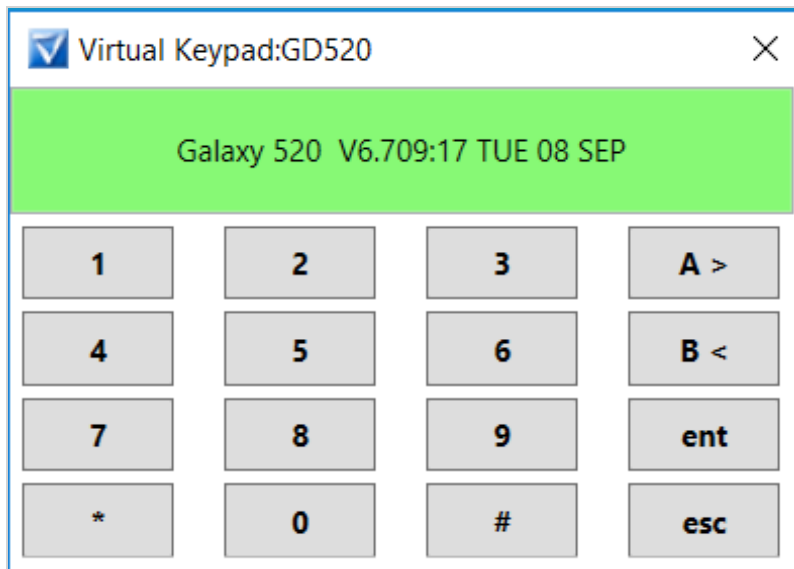 Virtual Keypad:GD520
Galaxy 520  V6.709:17 TUE 08 SEP
1 2 3 A >
4 5 6 B <
7 8 9 ent
* 0 # esc